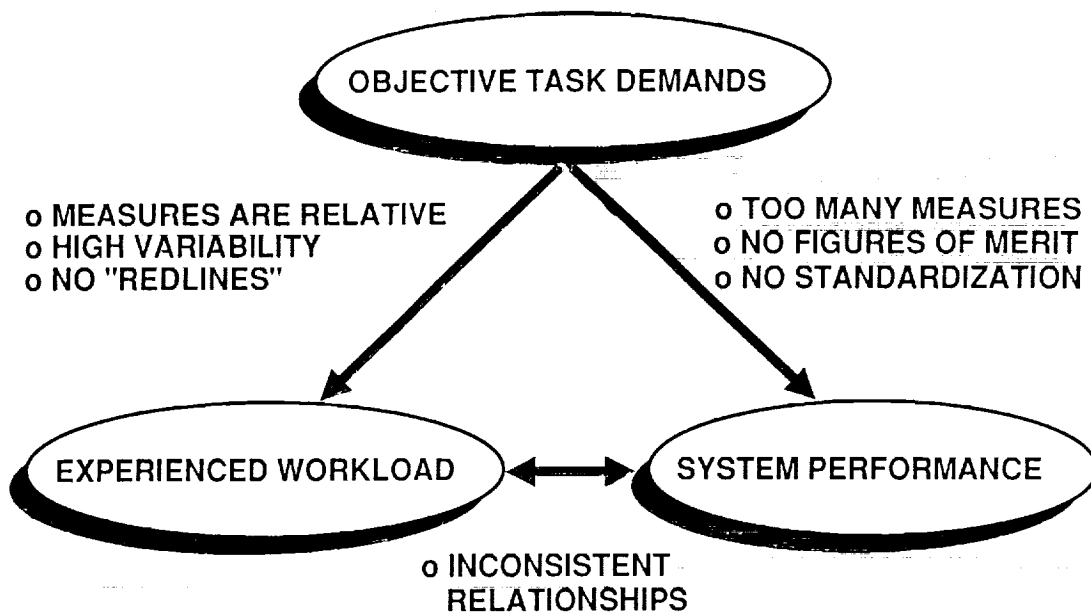 OBJECTIVE TASK DEMANDS
o MEASURES ARE RELATIVE
o HIGH VARIABILITY
o NO "REDLINES"
o TOO MANY MEASURES
o NO FIGURES OF MERIT
o NO STANDARDIZATION
EXPERIENCED WORKLOAD
SYSTEM PERFORMANCE
o INCONSISTENT
RELATIONSHIPS